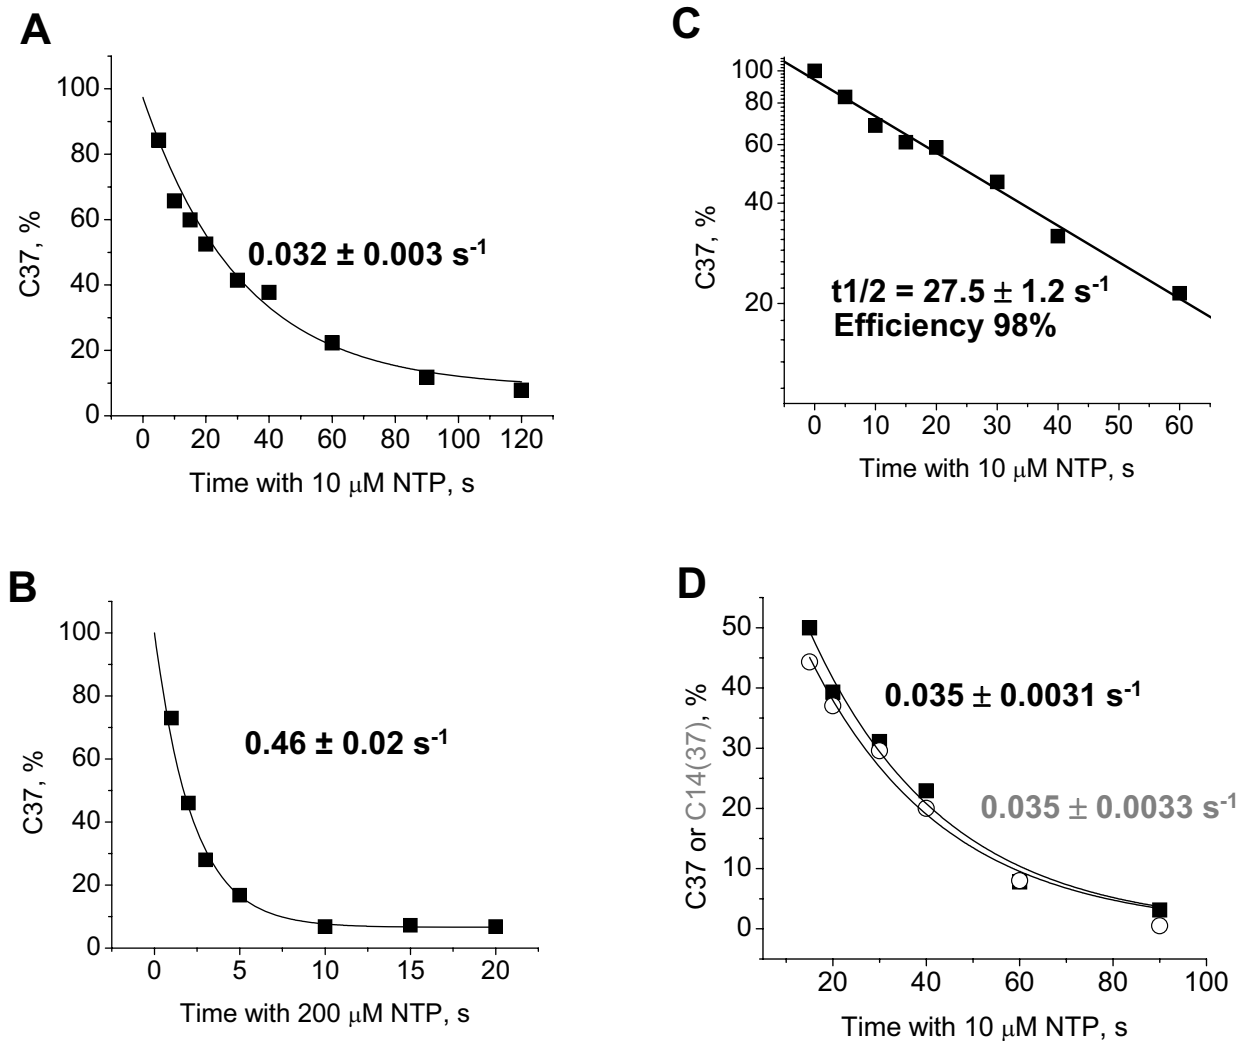 A
100
80
60
40
20
0
C37, %
0.032 ± 0.003 s-1
0 20 40 60 80 100 120
Time with 10 μM NTP, s
C
100
80
60
40
20
C37, %
t1/2 = 27.5 ± 1.2 s-1
Efficiency 98%
0 10 20 30 40 50 60
Time with 10 μM NTP, s
B
100
80
60
40
20
0
C37, %
0.46 ± 0.02 s-1
0 5 10 15 20
Time with 200 μM NTP, s
D
50
40
30
20
10
0
C37 or C14(37), %
0.035 ± 0.0031 s-1
0.035 ± 0.0033 s-1
20 40 60 80 100
Time with 10 μM NTP, s